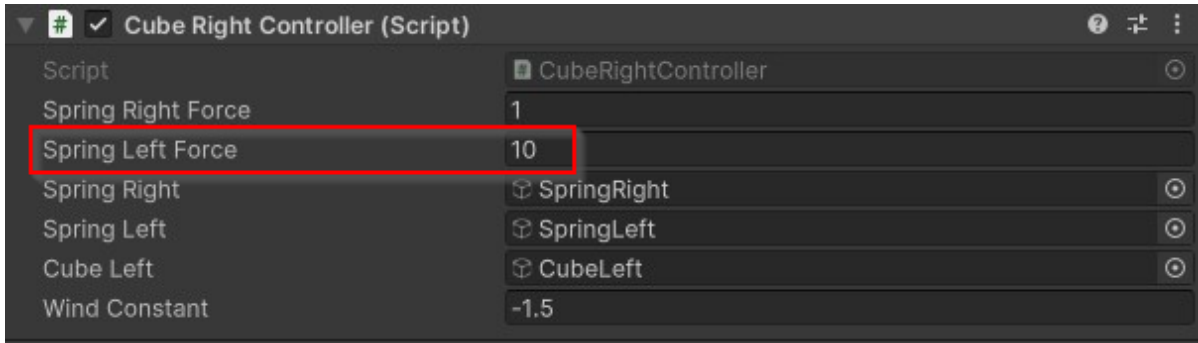 # Cube Right Controller (Script)
Script # CubeRightController
Spring Right Force 1
Spring Left Force 10
Spring Right SpringRight
Spring Left SpringLeft
Cube Left CubeLeft
Wind Constant -1.5